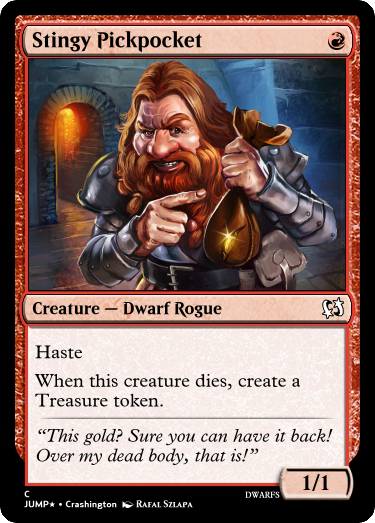 Stingy Pickpocket
Creature — Dwarf Rogue
Haste
When this creature dies, create a
Treasure token.
“This gold? Sure you can have it back!
Over my dead body, that is!”
1/1
C
DWARFS
JUMP★ • Crashington Rafal Szlapa